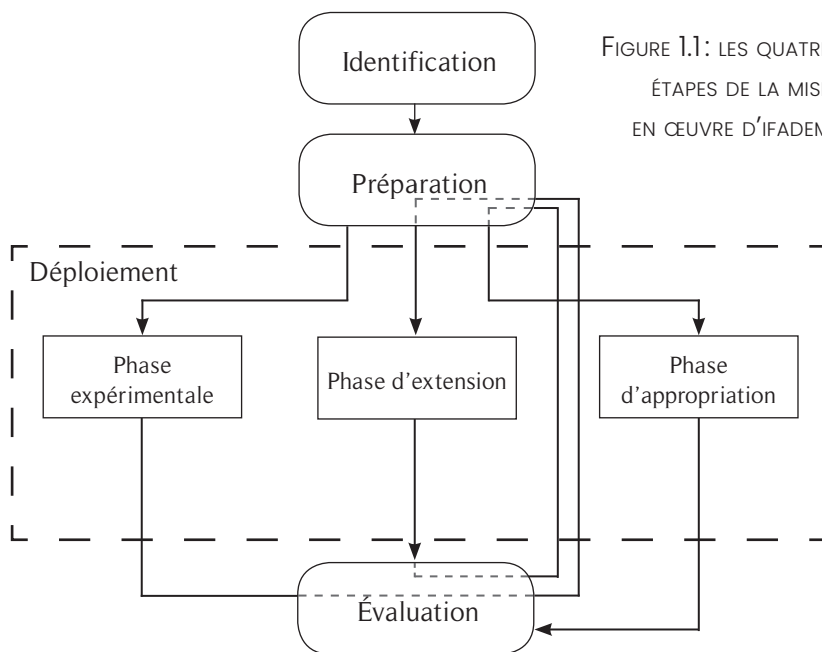 Identification
FIGURE 1.1: LES QUATR
ÉTAPES DE LA MIS
EN ŒUVRE D'IFADEM
Préparation
Déploiement
Phase
expérimentale
Phase d'extension
Phase
d'appropriation
Évaluation